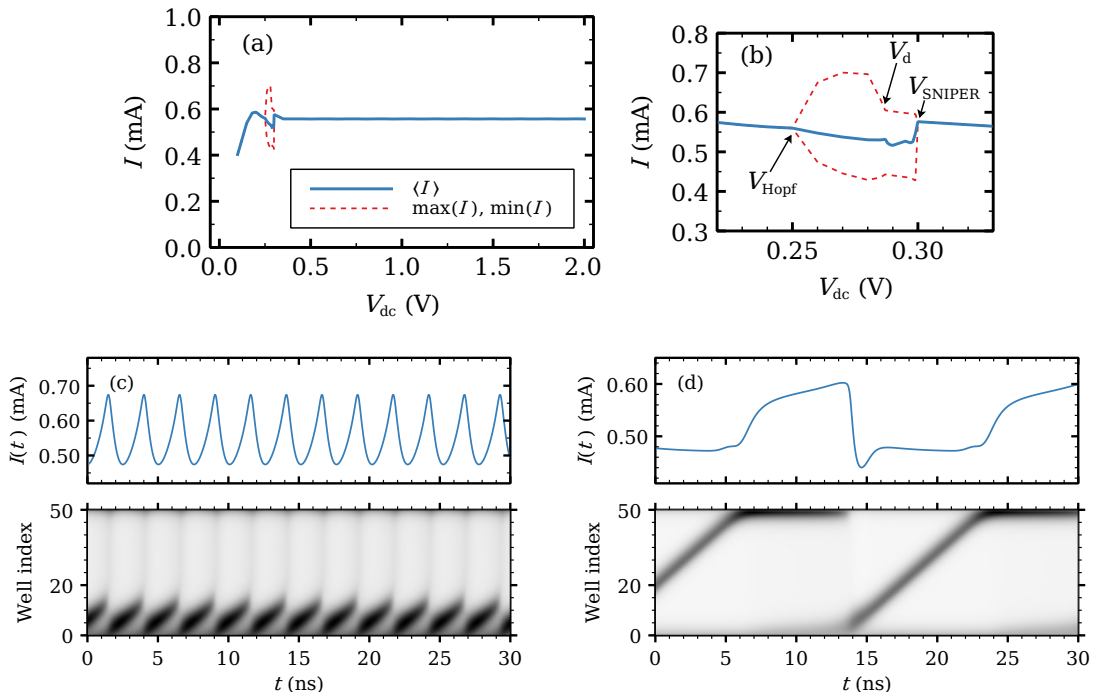 (a)
1.0
0.8
0.6
0.4
0.2
0.0
I (mA)
0.0 0.5 1.0 1.5 2.0
V_dc (V)
⟨I⟩
max(I), min(I)
(b)
0.8
0.7
0.6
0.5
0.4
0.3
I (mA)
V_d
V_SNIPER
V_Hopf
0.25 0.30
V_dc (V)
(c)
0.70
0.60
0.50
I(t) (mA)
50
20
0
Well index
0 5 10 15 20 25 30
t (ns)
(d)
0.60
0.50
I(t) (mA)
50
20
0
Well index
0 5 10 15 20 25 30
t (ns)